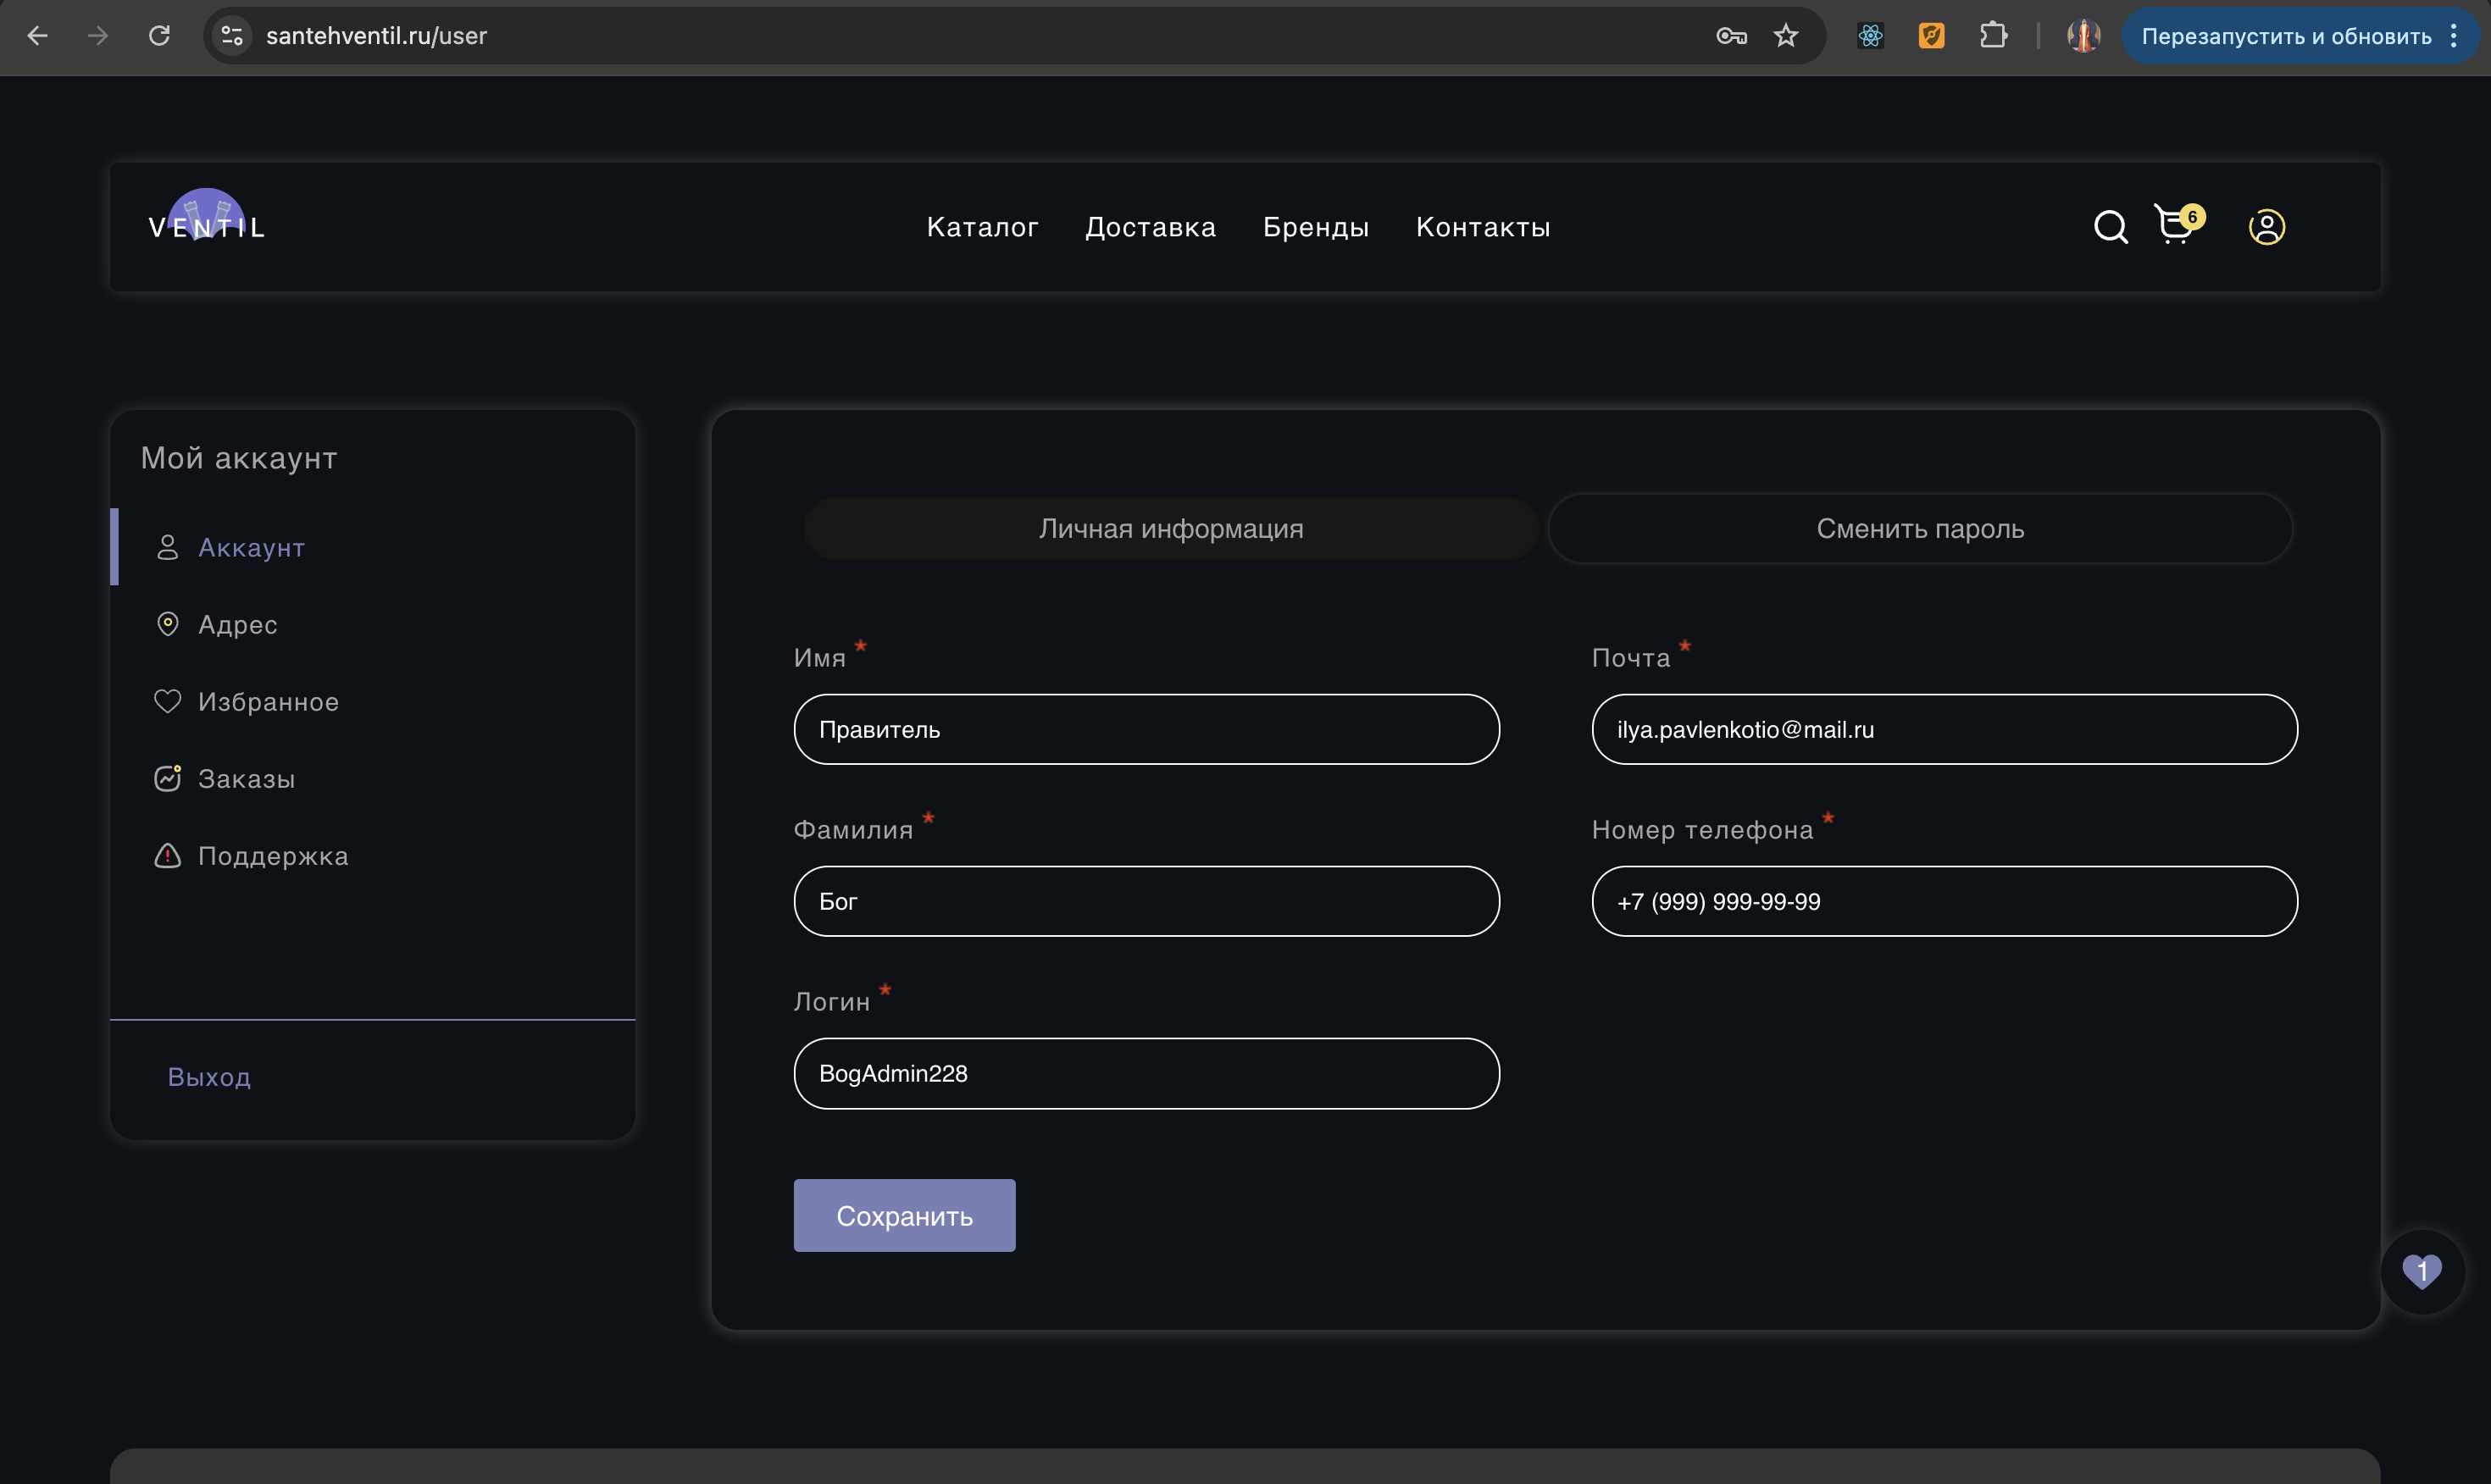 santehventil.ru/user
Перезапустить и обновить
VENTIL
Каталог
Доставка
Бренды
Контакты
6
Мой аккаунт
Аккаунт
Адрес
Избранное
Заказы
Поддержка
Выход
Личная информация
Сменить пароль
Имя *
Правитель
Почта *
ilya.pavlenkotio@mail.ru
Фамилия *
Бог
Номер телефона *
+7 (999) 999-99-99
Логин *
BogAdmin228
Сохранить
1